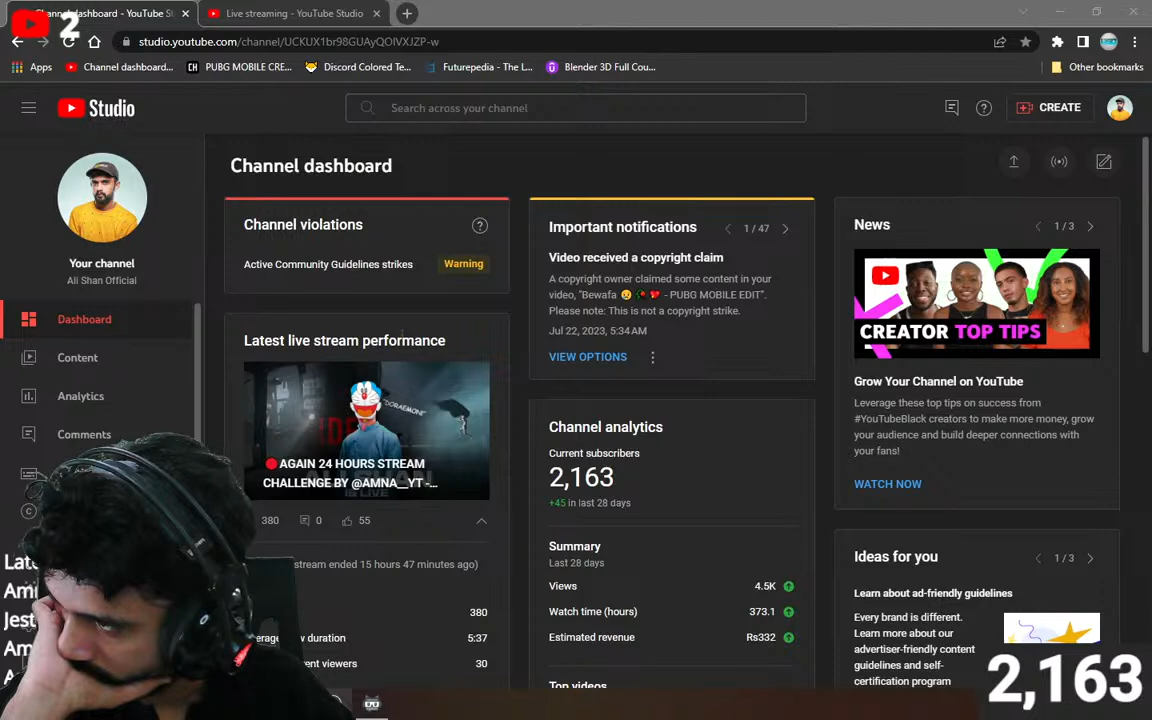 Channel dashboard - YouTube St
Live streaming - YouTube Studio
2
studio.youtube.com/channel/UCKUX1br98GUAyQOIVXJZP-w
Apps
Channel dashboard...
PUBG MOBILE CRE...
Discord Colored Te...
Futurepedia - The L...
Blender 3D Full Cou...
Other bookmarks
Studio
Search across your channel
CREATE
Your channel
Ali Shan Official
Dashboard
Content
Analytics
Comments
Channel dashboard
Channel violations
Active Community Guidelines strikes
Warning
Latest live stream performance
"DORAEMON!
🔴AGAIN 24 HOURS STREAM
CHALLENGE BY @AMNA__YT -...
380
0
55
stream ended 15 hours 47 minutes ago)
380
duration
5:37
viewers
30
Important notifications
1 / 47
Video received a copyright claim
A copyright owner claimed some content in your
video, "Bewafa 😢 🥀 💔 - PUBG MOBILE EDIT".
Please note: This is not a copyright strike.
Jul 22, 2023, 5:34 AM
VIEW OPTIONS
Channel analytics
Current subscribers
2,163
+45 in last 28 days
Summary
Last 28 days
Views
4.5K
Watch time (hours)
373.1
Estimated revenue
Rs332
Top videos
News
1 / 3
CREATOR TOP TIPS
Grow Your Channel on YouTube
Leverage these top tips on success from
#YouTubeBlack creators to make more money, grow
your audience and build deeper connections with
your fans!
WATCH NOW
Ideas for you
1 / 3
Learn about ad-friendly guidelines
Every brand is different.
Learn more about our
advertiser-friendly content
guidelines and self-
certification program
2,163